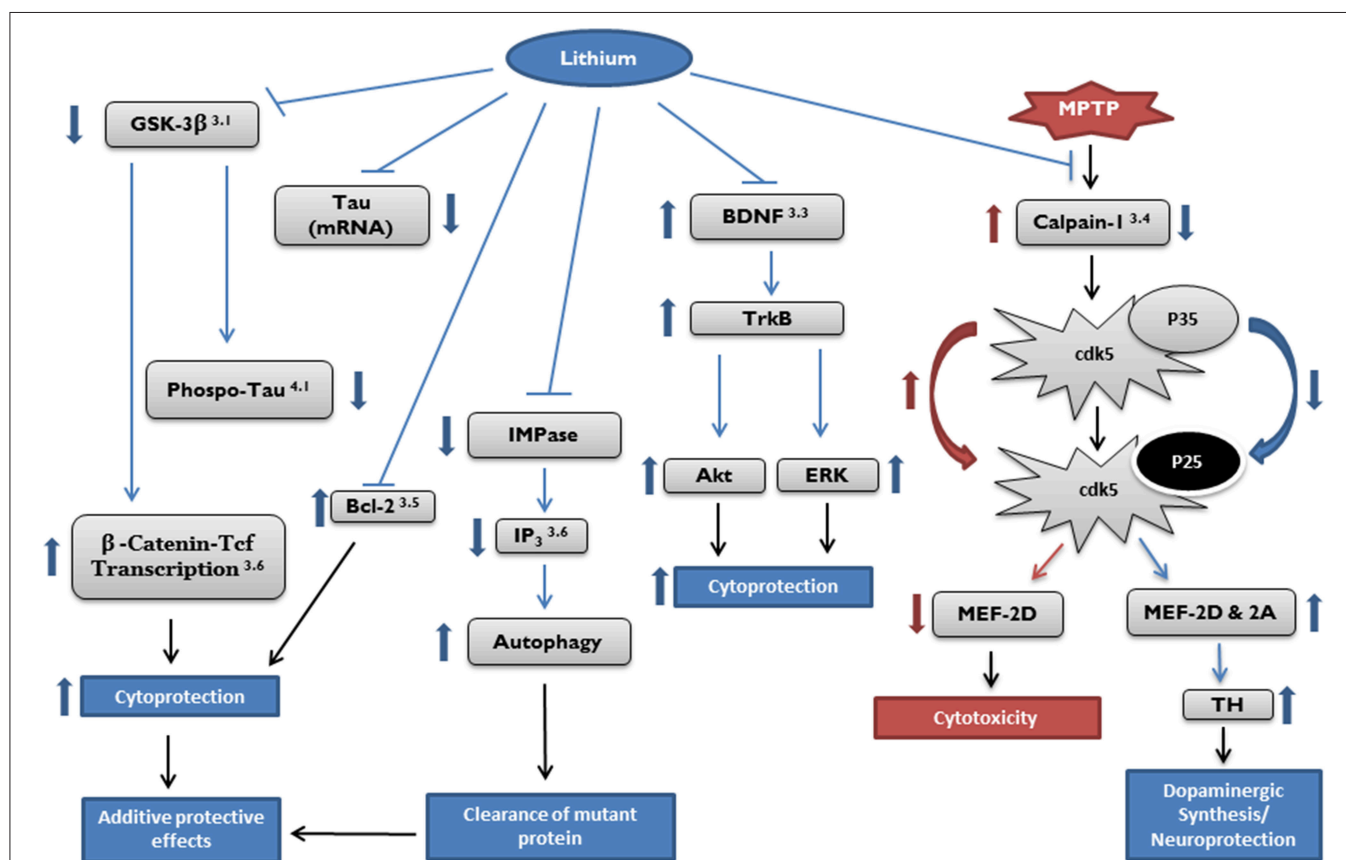 Lithium
GSK-3β 3.1
MPTP
Tau
(mRNA)
BDNF 3.3
Calpain-1 3.4
TrkB
P35
cdk5
Phospo-Tau 4.1
IMPase
Akt
ERK
P25
cdk5
Bcl-2 3.5
β-Catenin-Tcf
Transcription 3.6
IP3 3.6
Cytoprotection
MEF-2D
MEF-2D & 2A
Autophagy
Cytoprotection
Cytotoxicity
TH
Additive protective
effects
Clearance of mutant
protein
Dopaminergic
Synthesis/
Neuroprotection